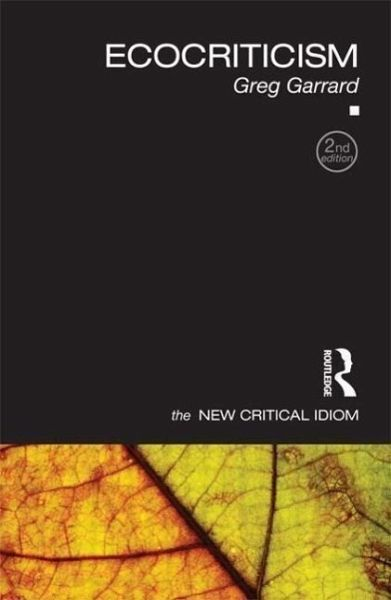 ECOCRITICISM
Greg Garrard
2nd
edition
ROUTLEDGE
the NEW CRITICAL IDIOM